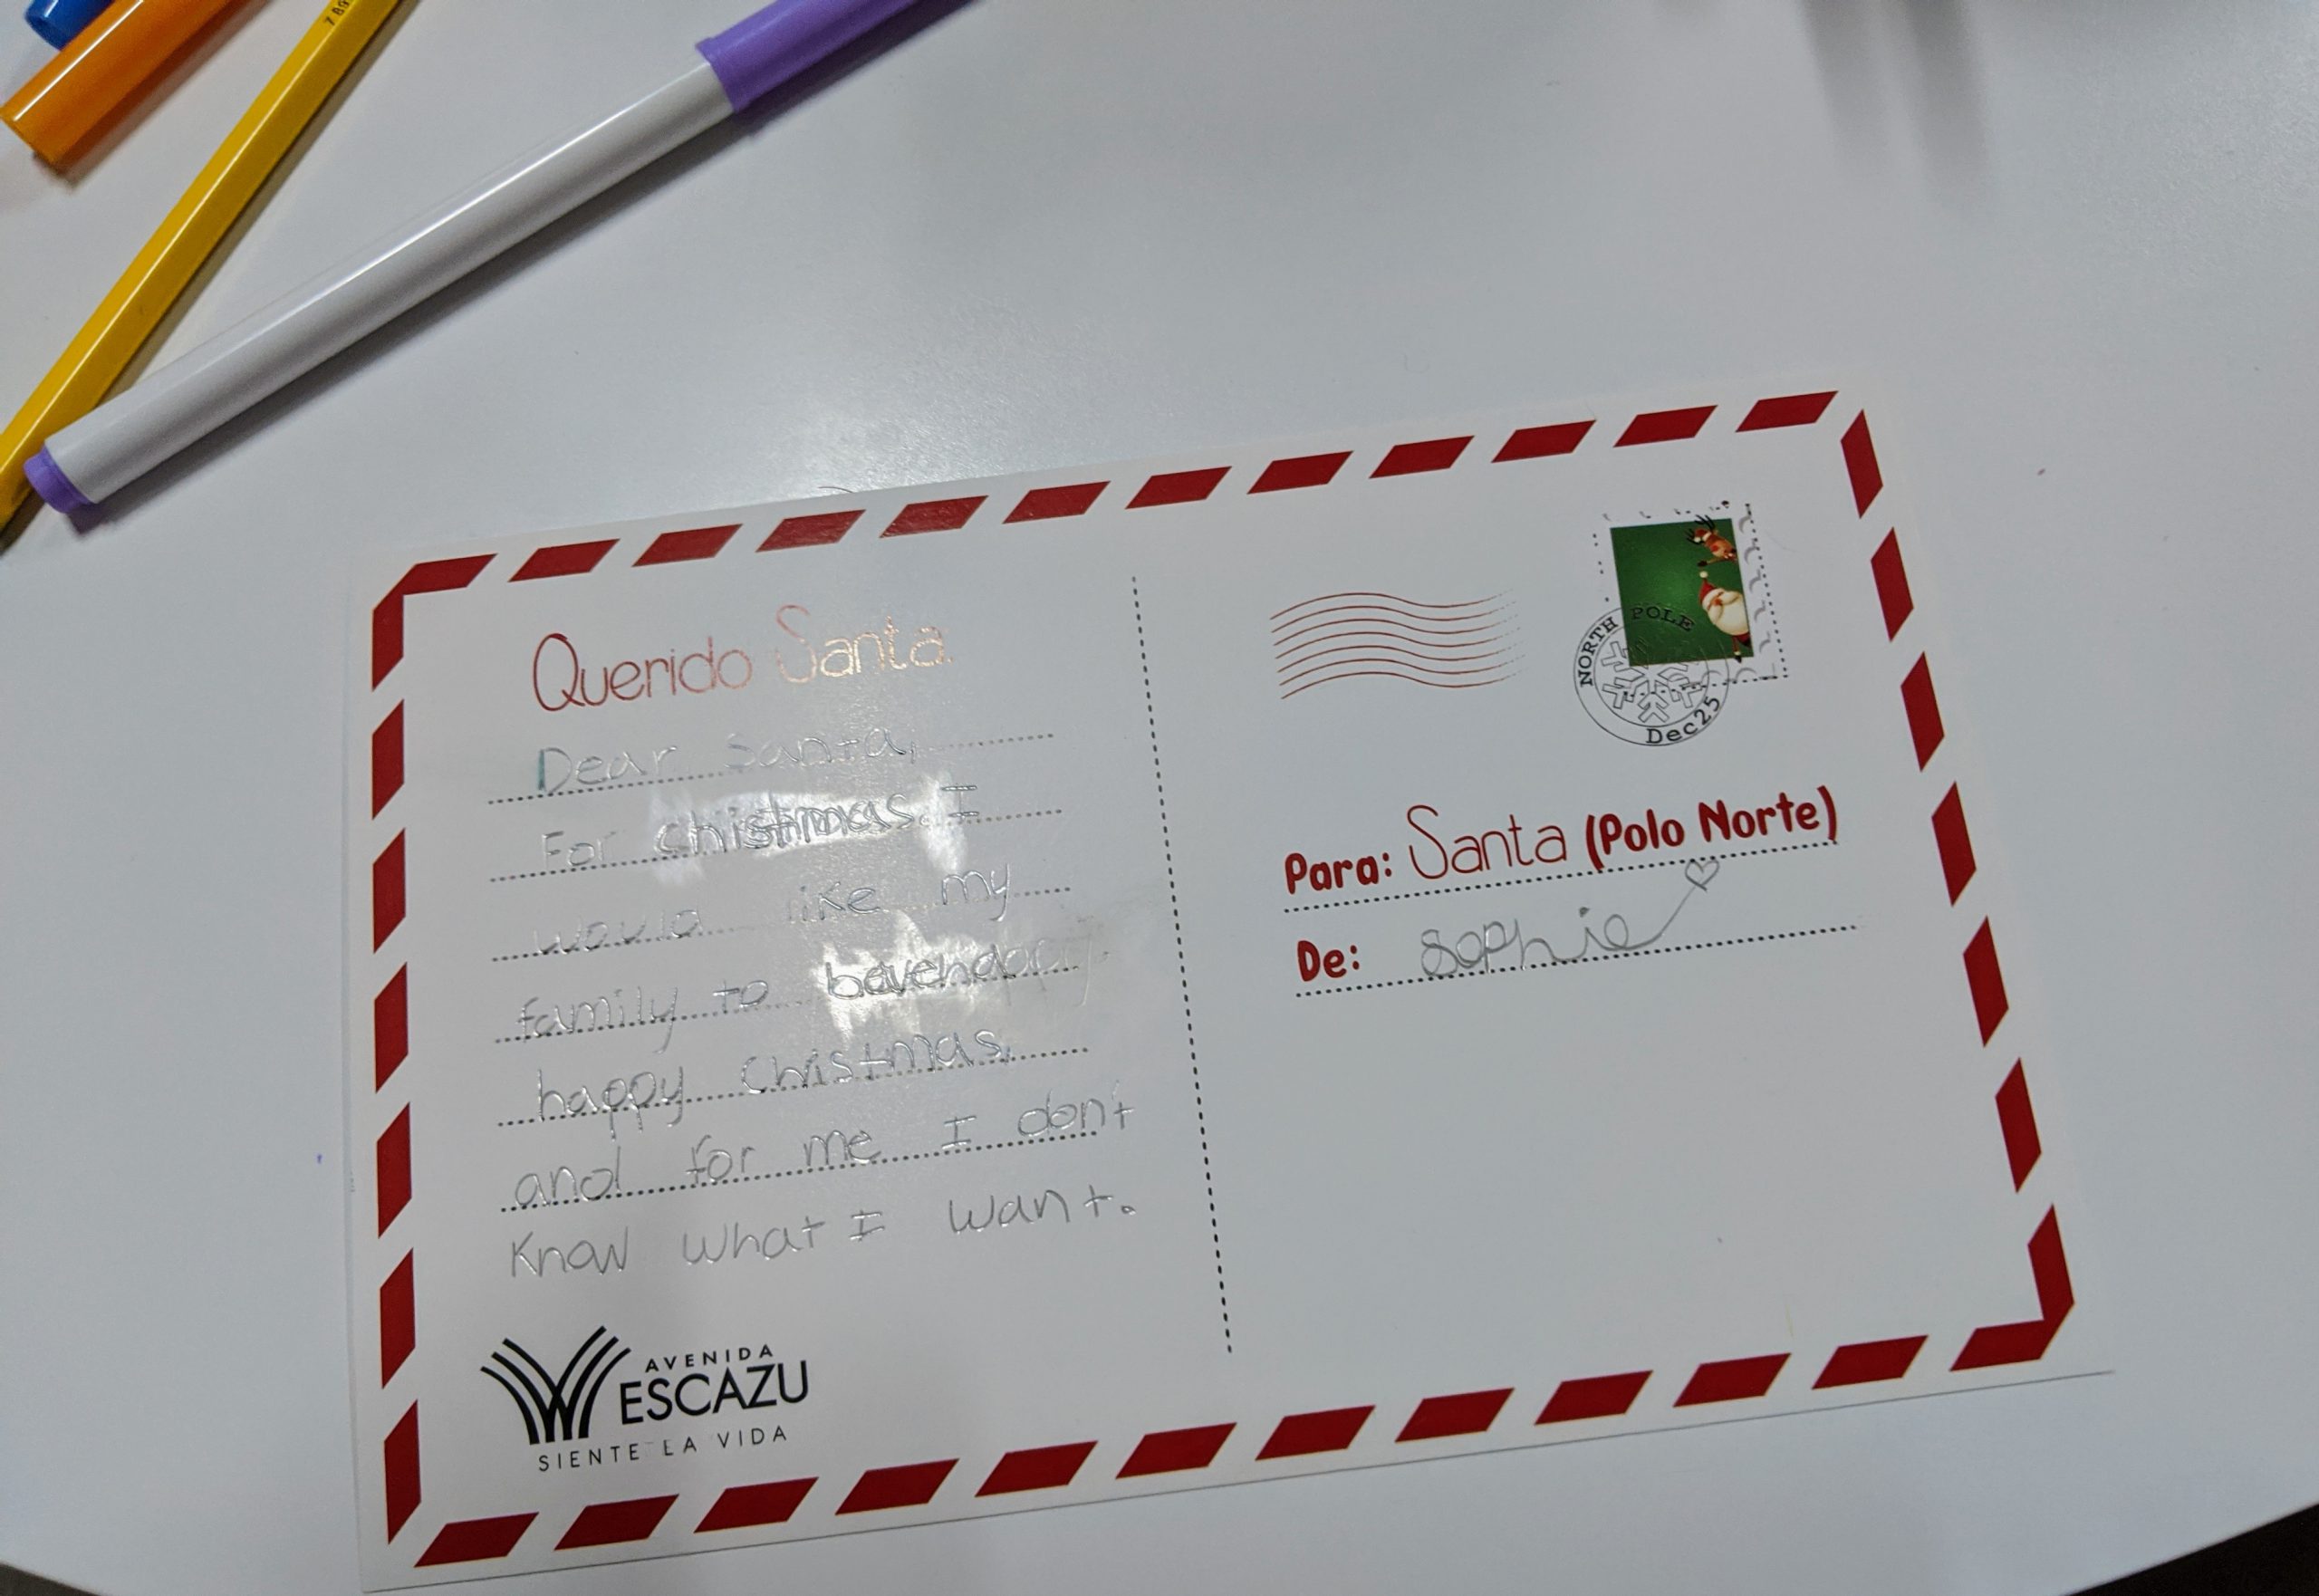 Querido Santa
Dear Santa,
For christmas I
would like my
family to
happy Christmas.
and for me I don't
Know what I want.
AVENIDA
ESCAZU
SIENTE LA VIDA
NORTH POLE
Dec25
Para: Santa (Polo Norte)
De: Sophie